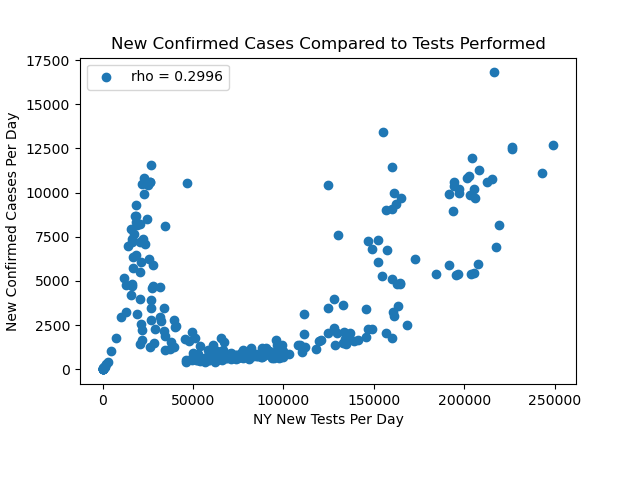 New Confirmed Cases Compared to Tests Performed
rho = 0.2996
New Confirmed Caeses Per Day
17500
15000
12500
10000
7500
5000
2500
0
0 50000 100000 150000 200000 250000
NY New Tests Per Day